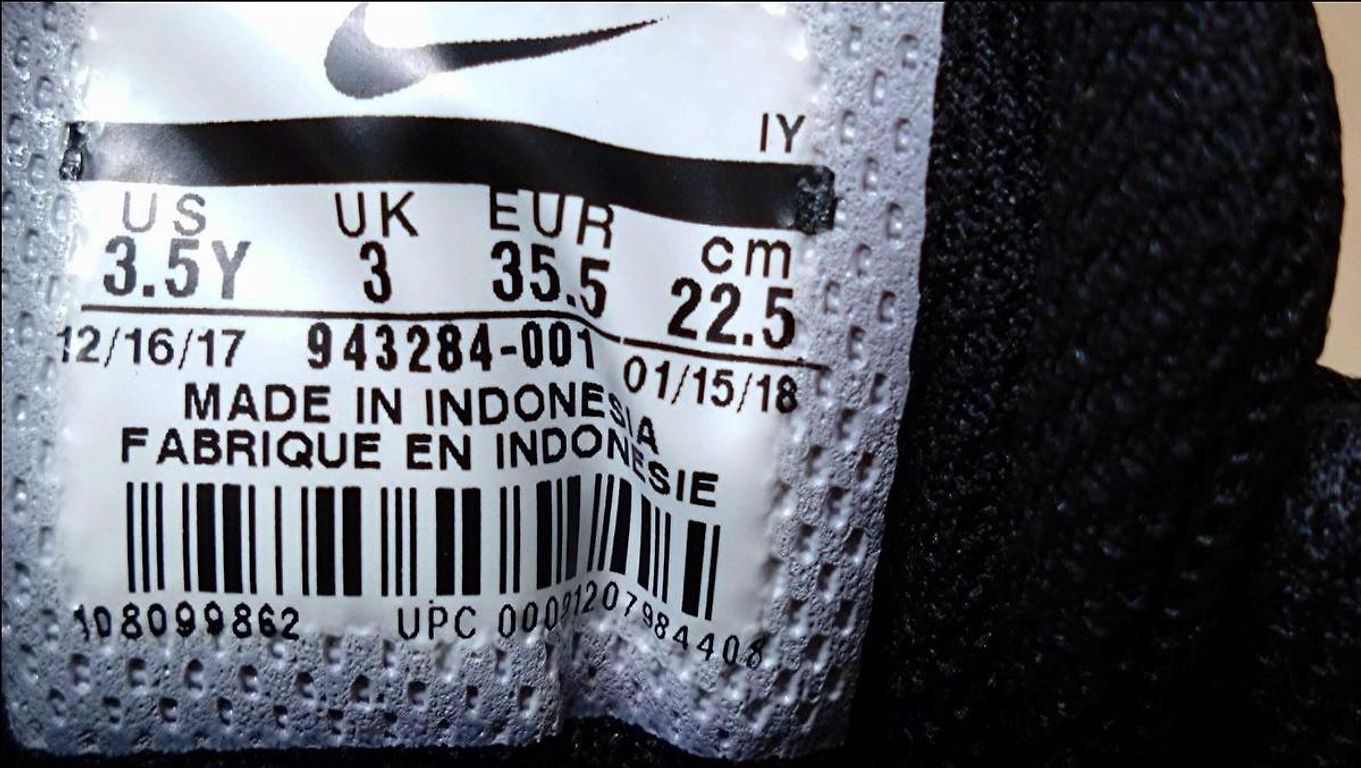 IY
US UK EUR cm
3.5Y 3 35.5 22.5
12/16/17 943284-001 01/15/18
MADE IN INDONESIA
FABRIQUE EN INDONESIE
108099862 UPC 00091207984408